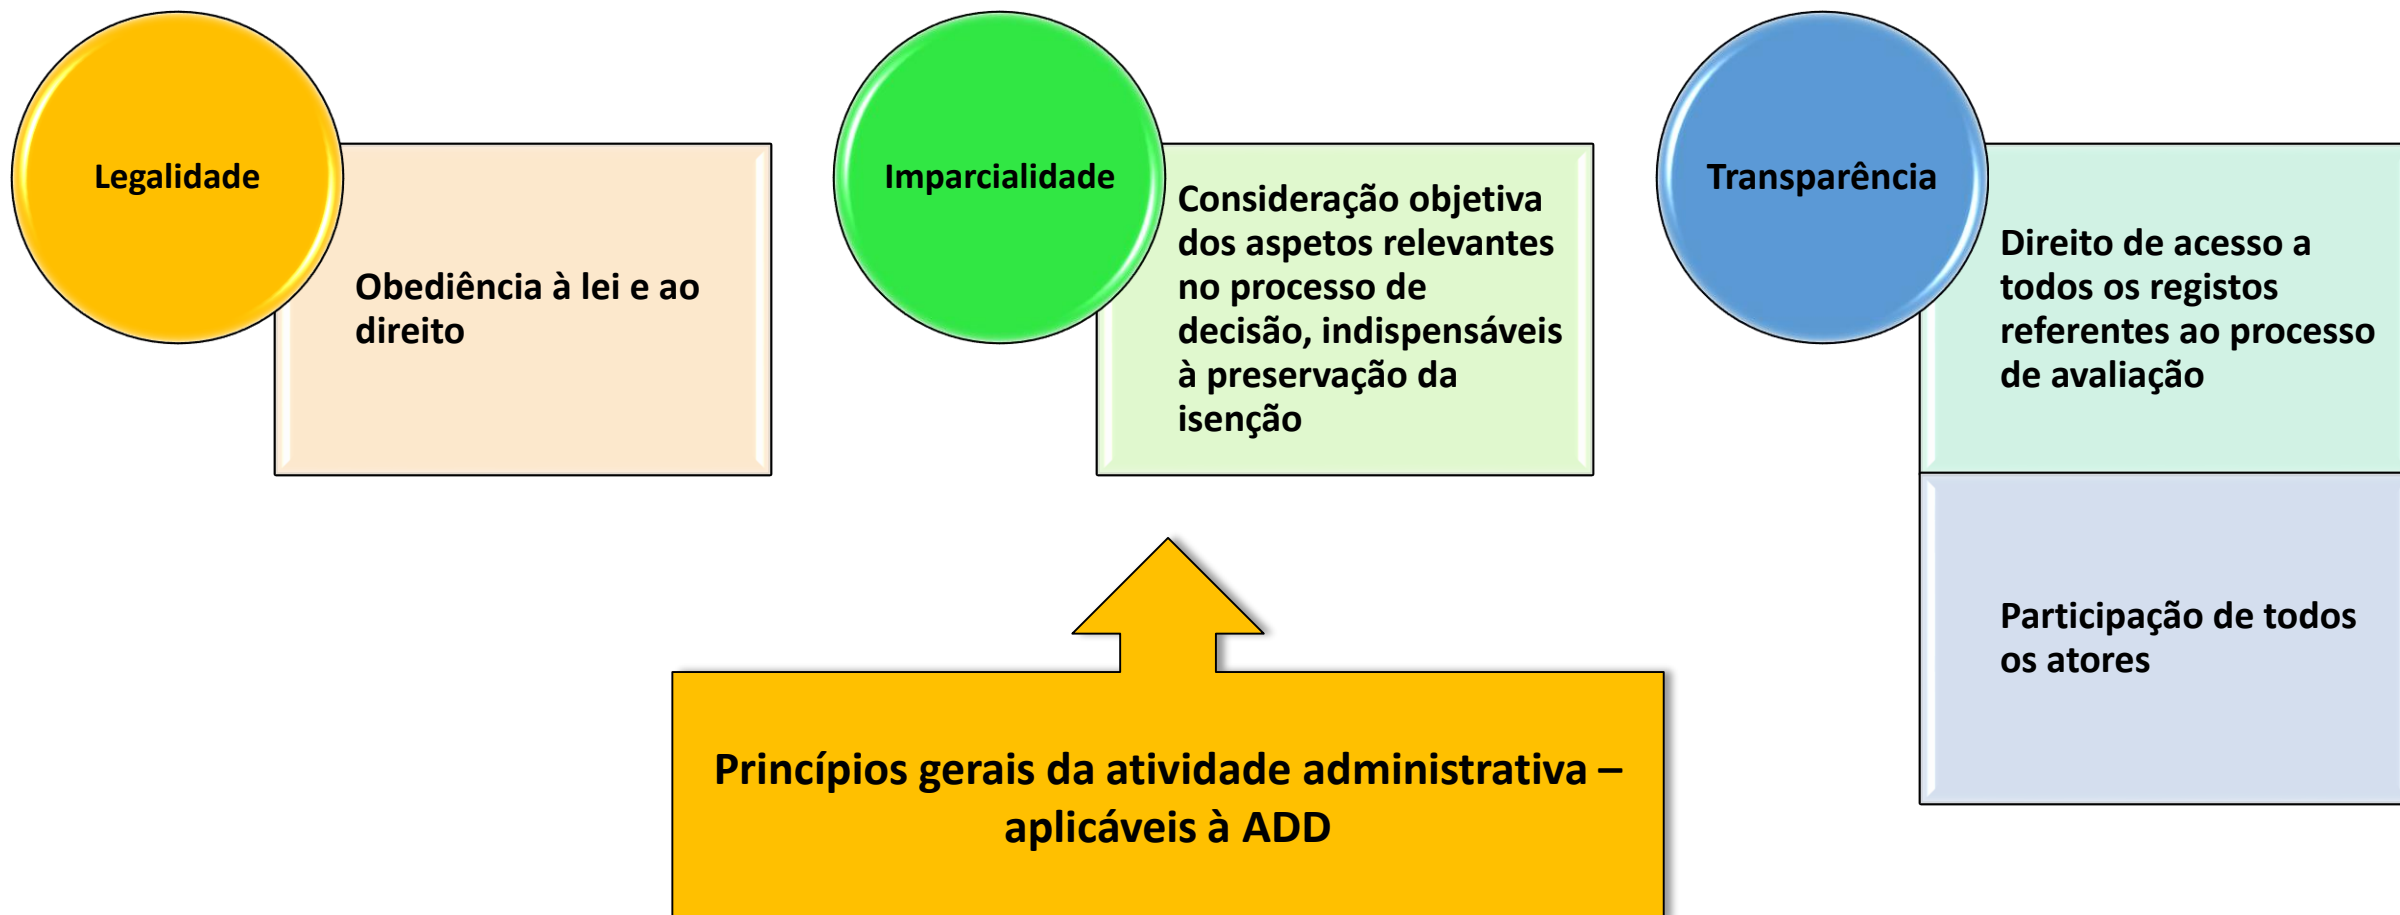 Legalidade
Obediência à lei e ao
direito
Imparcialidade
Consideração objetiva
dos aspetos relevantes
no processo de
decisão, indispensáveis
à preservação da
isenção
Transparência
Direito de acesso a
todos os registos
referentes ao processo
de avaliação
Participação de todos
os atores
Princípios gerais da atividade administrativa –
aplicáveis à ADD